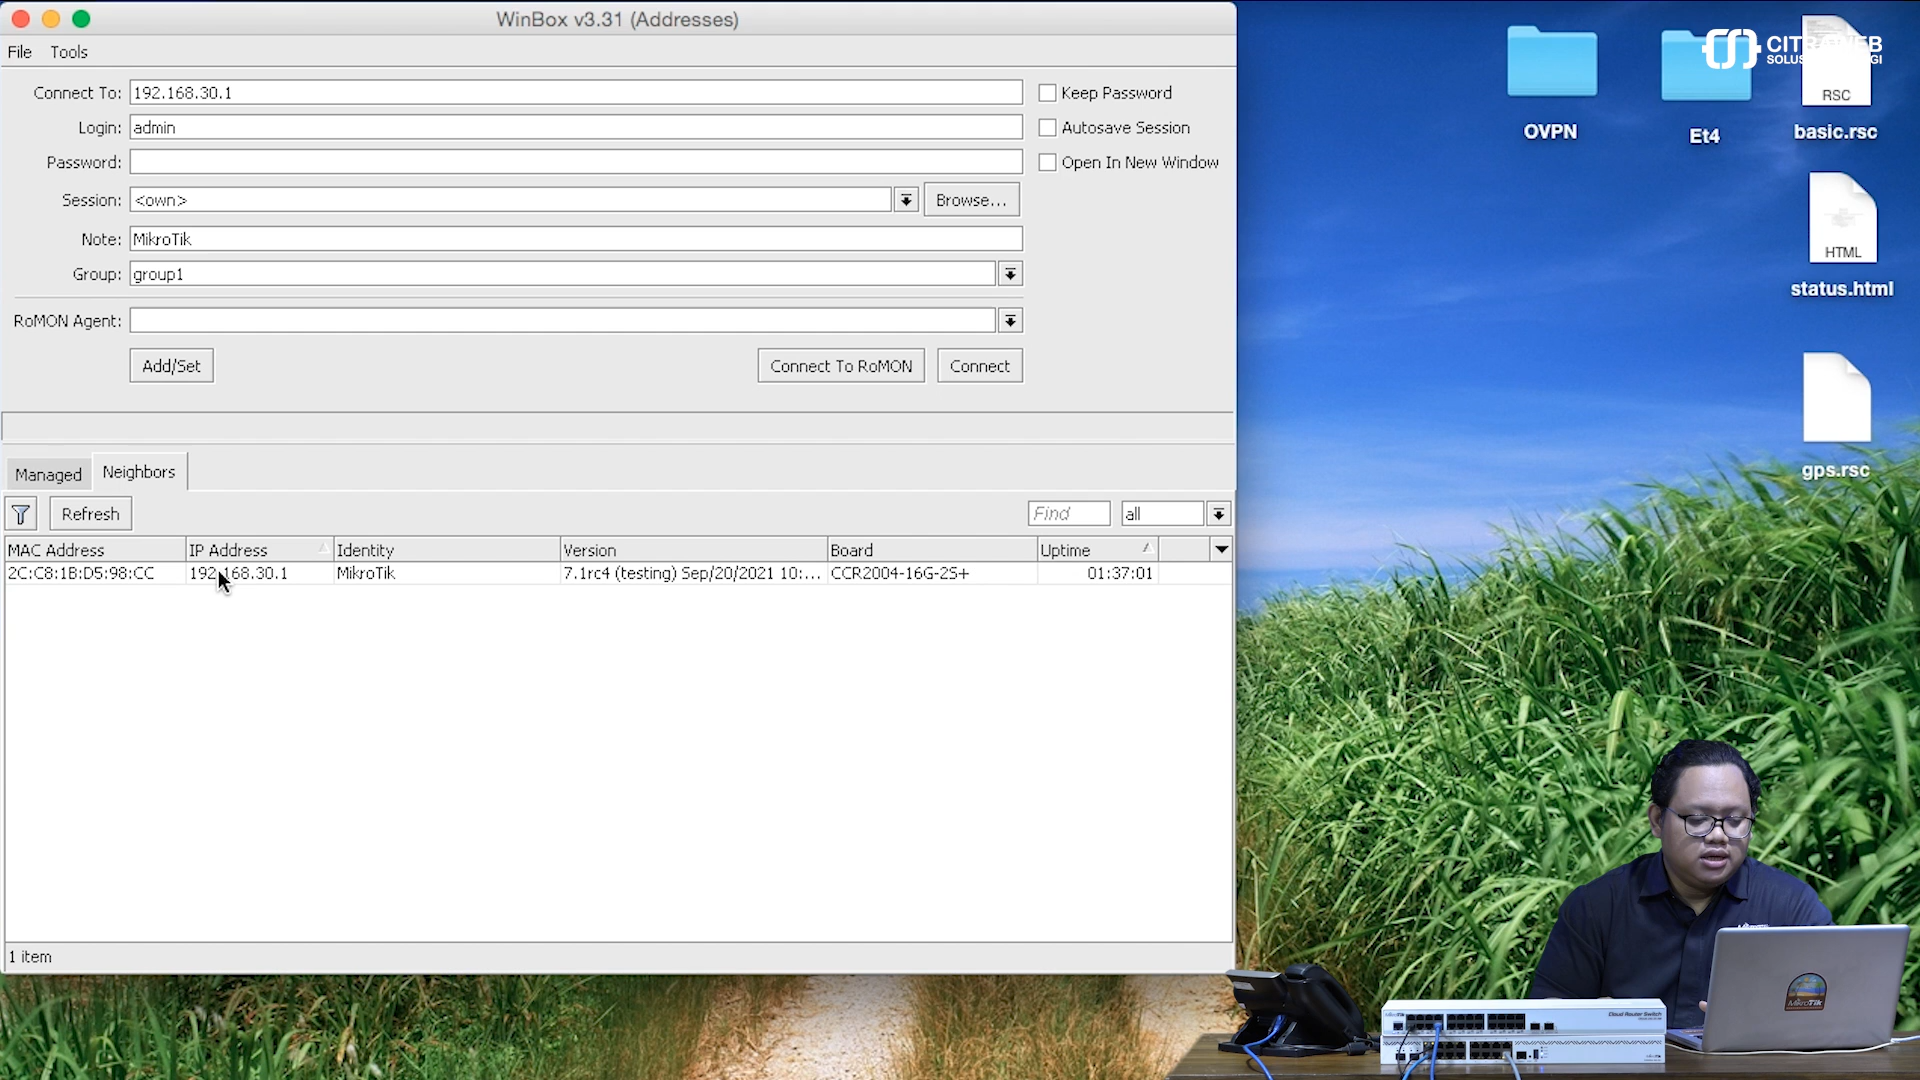 WinBox v3.31 (Addresses)
File Tools
Connect To: 192.168.30.1
Keep Password
Login: admin
Autosave Session
Password:
Open In New Window
Session: <own> Browse...
Note: MikroTik
Group: group1
RoMON Agent:
Add/Set Connect To RoMON Connect
Managed Neighbors
Refresh Find all
MAC Address IP Address Identity Version Board Uptime
2C:C8:1B:D5:98:CC 192.168.30.1 MikroTik 7.1rc4 (testing) Sep/20/2021 10:... CCR2004-16G-2S+ 01:37:01
1 item
OVPN
Et4
RSC
basic.rsc
HTML
status.html
gps.rsc
MikroTik
Cloud Router Switch